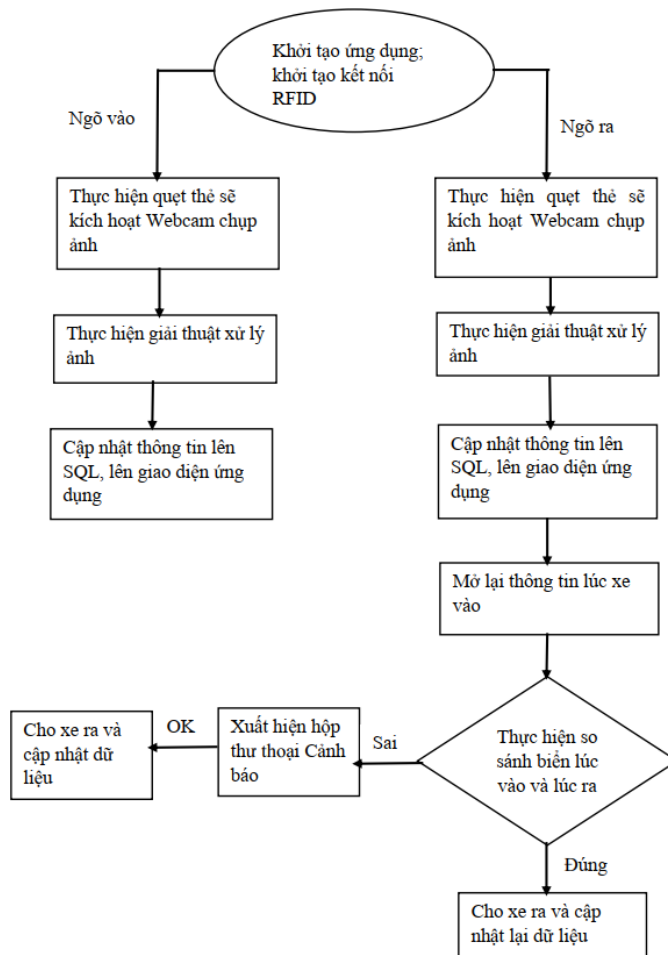 Khởi tạo ứng dụng;
khởi tạo kết nối
RFID
Ngõ vào
Ngõ ra
Thực hiện quẹt thẻ sẽ
kích hoạt Webcam chụp
ảnh
Thực hiện quẹt thẻ sẽ
kích hoạt Webcam chụp
ảnh
Thực hiện giải thuật xử lý
ảnh
Thực hiện giải thuật xử lý
ảnh
Cập nhật thông tin lên
SQL, lên giao diện ứng
dụng
Cập nhật thông tin lên
SQL, lên giao diện ứng
dụng
Mở lại thông tin lúc xe
vào
Thực hiện so
sánh biển lúc
vào và lúc ra
Sai
Xuất hiện hộp
thư thoại Cảnh
báo
OK
Cho xe ra và
cập nhật dữ
liệu
Đúng
Cho xe ra và cập
nhật lại dữ liệu